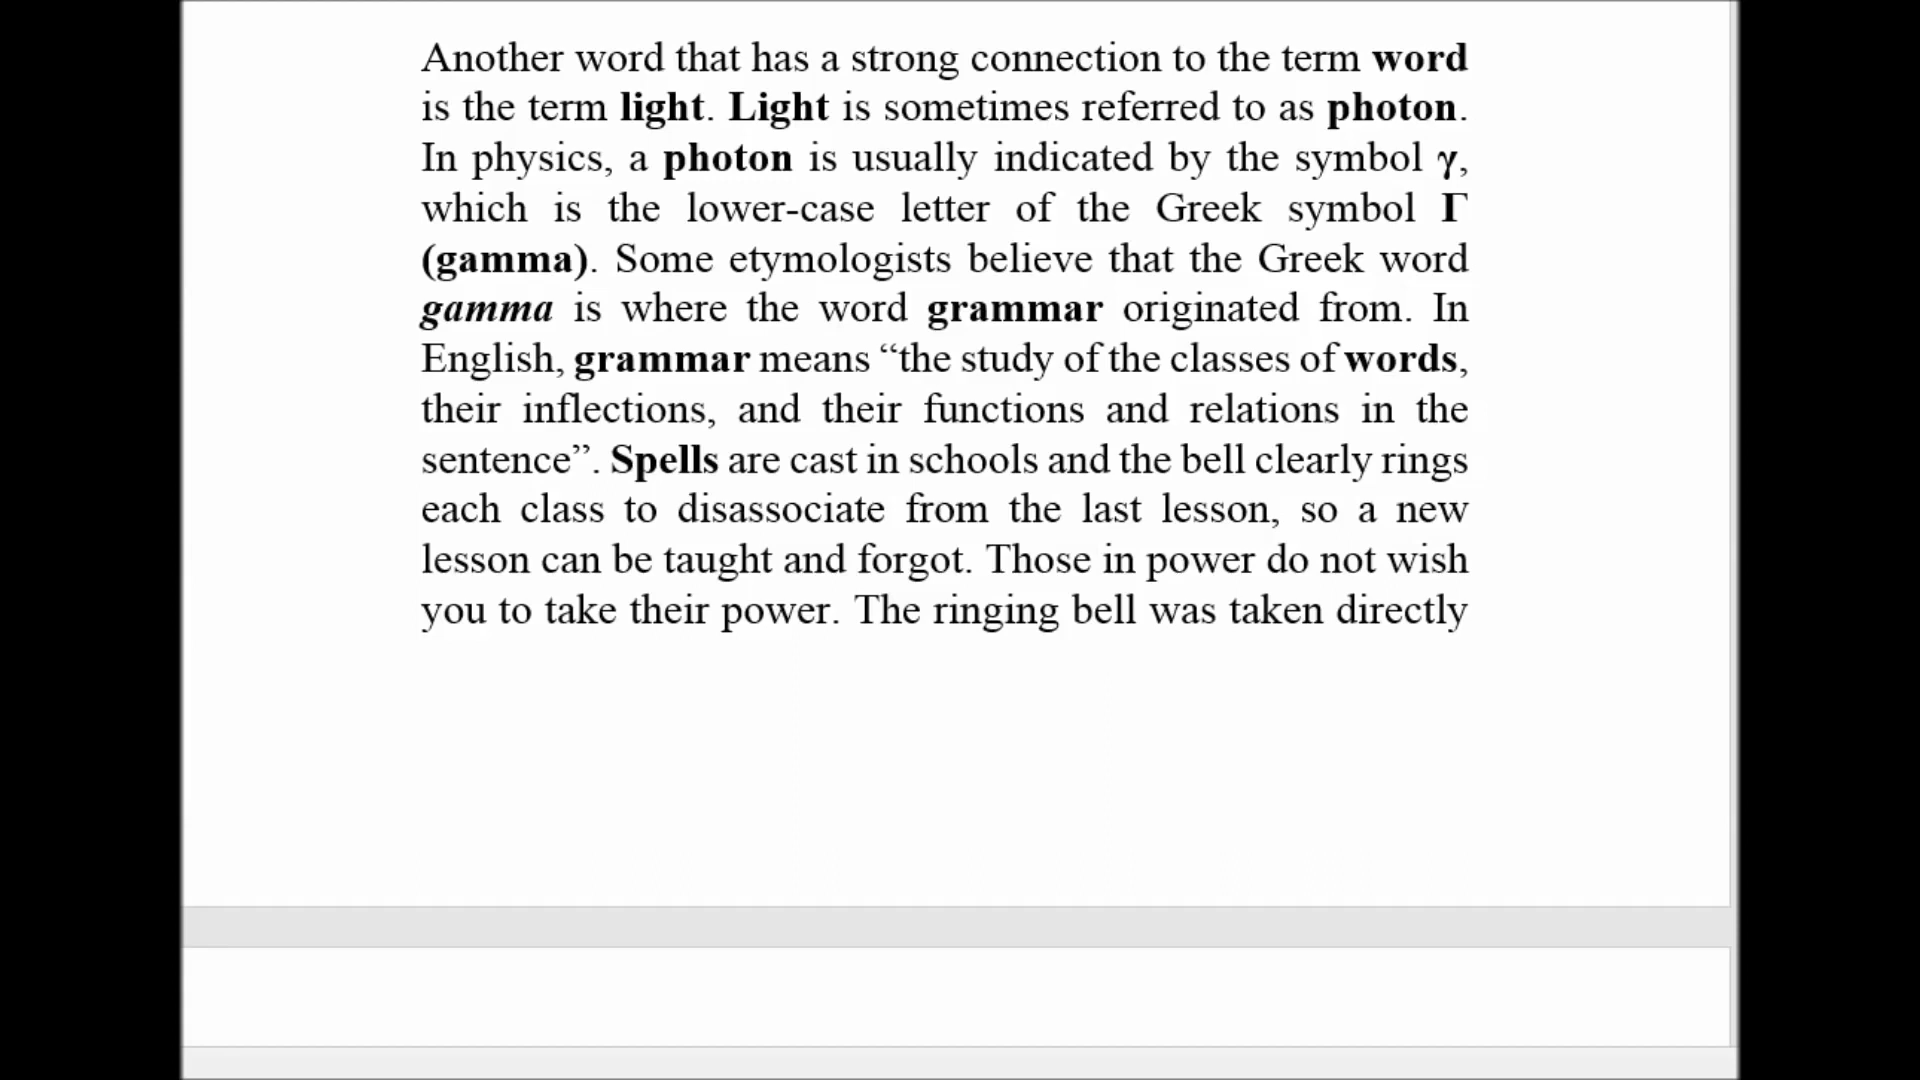 Another word that has a strong connection to the term word
is the term light. Light is sometimes referred to as photon.
In physics, a photon is usually indicated by the symbol γ,
which is the lower-case letter of the Greek symbol Γ
(gamma). Some etymologists believe that the Greek word
gamma is where the word grammar originated from. In
English, grammar means “the study of the classes of words,
their inflections, and their functions and relations in the
sentence”. Spells are cast in schools and the bell clearly rings
each class to disassociate from the last lesson, so a new
lesson can be taught and forgot. Those in power do not wish
you to take their power. The ringing bell was taken directly